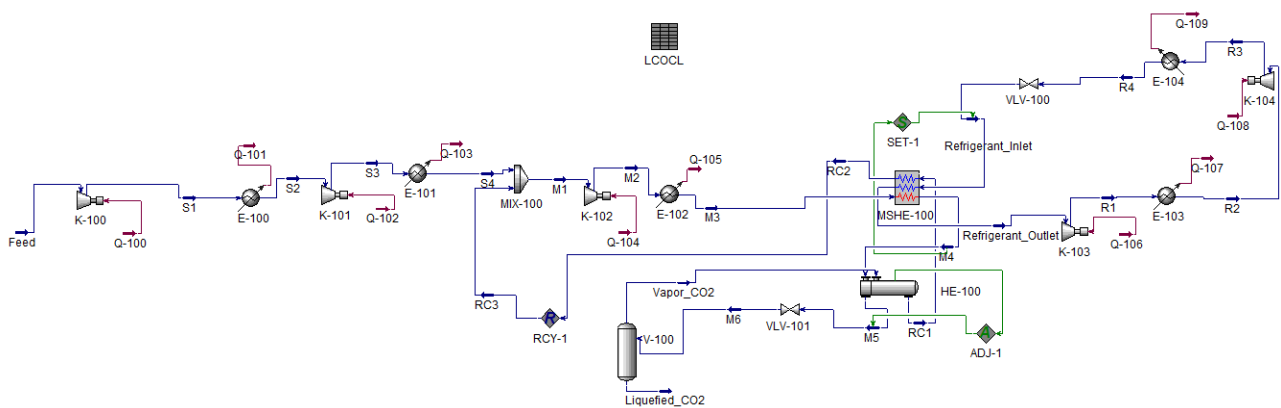 LCOCL
Q-109
R3
E-104
R4
VLV-100
K-104
Q-108
SET-1
Refrigerant_Inlet
Q-101
Q-103
S2
S3
E-101
S4
MIX-100
M1
M2
Q-105
RC2
Q-107
K-100
S1
E-100
K-101
Q-102
K-102
E-102
M3
MSHE-100
R1
E-103
R2
Feed
Q-100
Q-104
Refrigerant_Outlet
K-103
Q-106
M4
RC3
RCY-1
Vapor_CO2
HE-100
M6
VLV-101
M5
RC1
ADJ-1
V-100
Liquefied_CO2
S
R
A